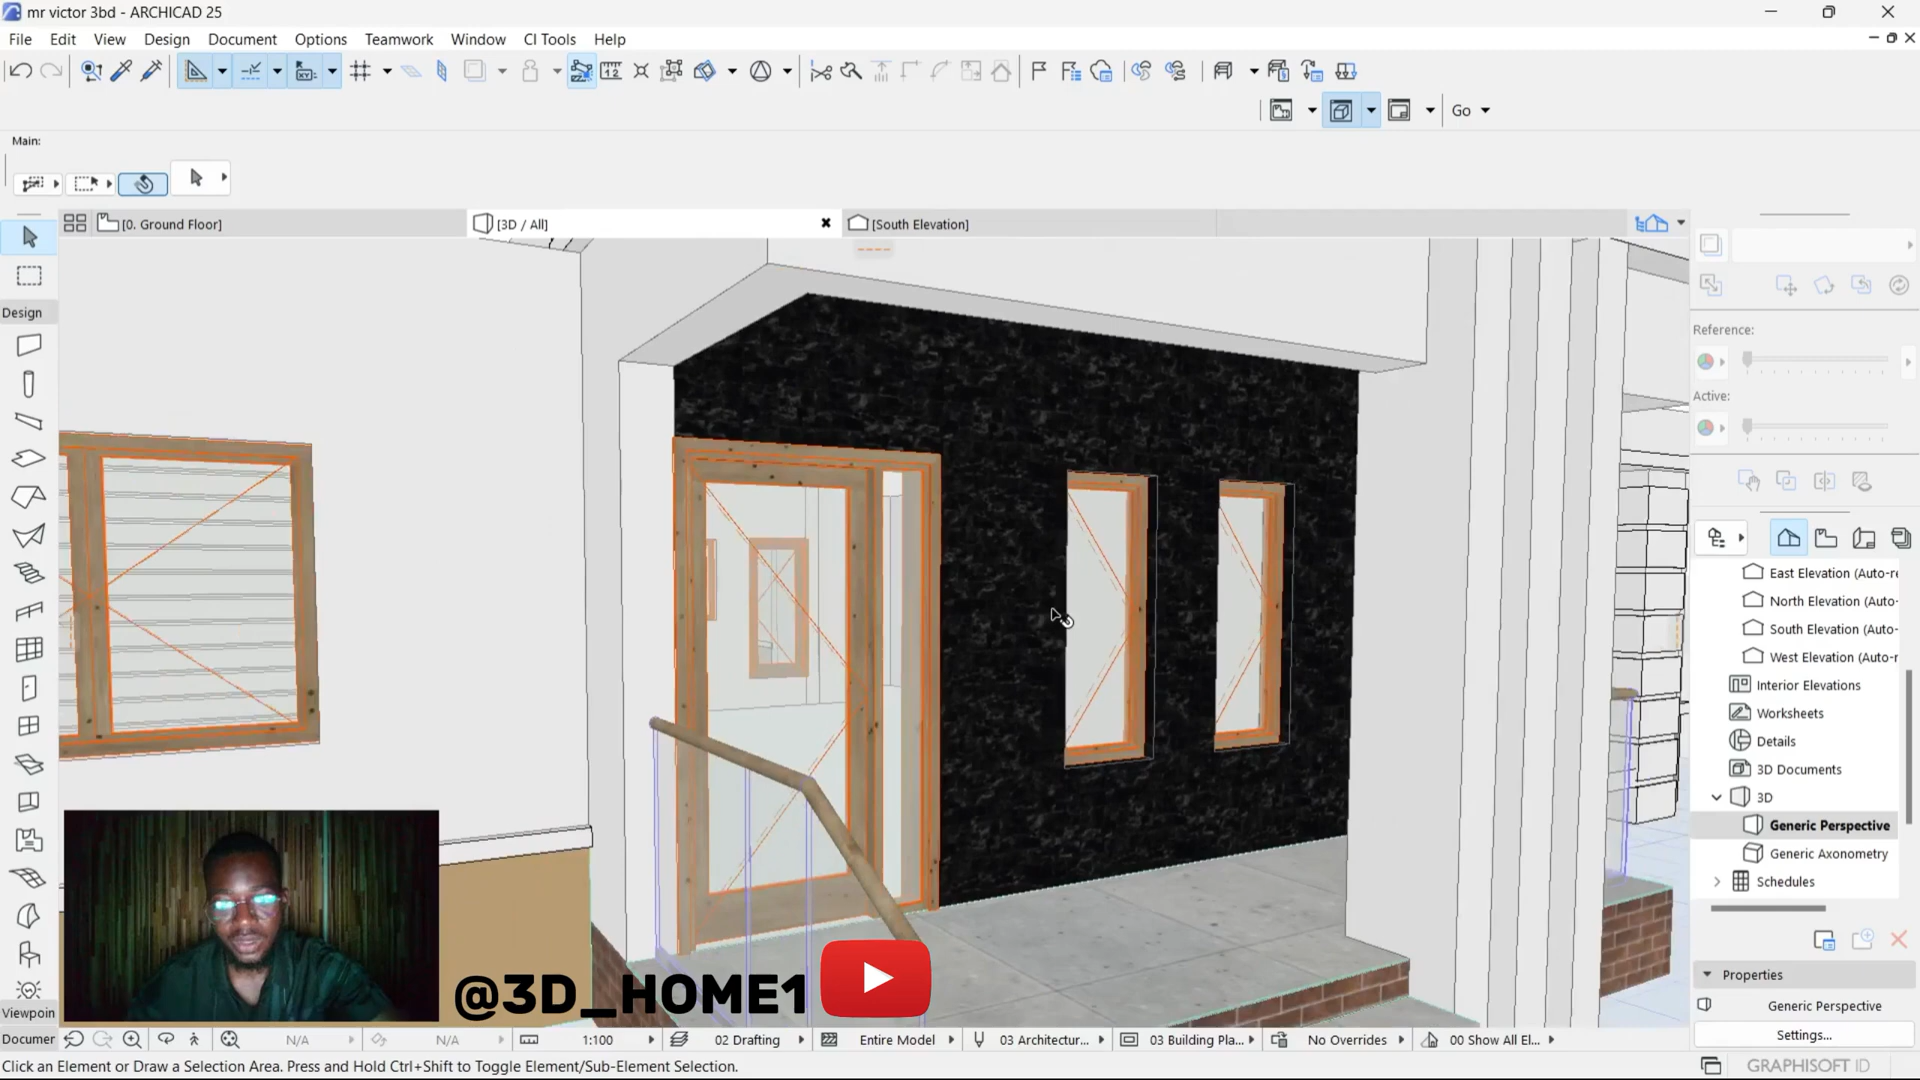 mr victor 3bd - ARCHICAD 25
File Edit View Design Document Options Teamwork Window CI Tools Help
Go
Main:
[0. Ground Floor] [3D / All] [South Elevation]
Design
Reference:
Active:
East Elevation (Auto-re
North Elevation (Auto-
South Elevation (Auto-
West Elevation (Auto-r
Interior Elevations
Worksheets
Details
3D Documents
3D
Generic Perspective
Generic Axonometry
Schedules
@3D_HOME1
Properties
Generic Perspective
Settings...
Viewpoin
Documer
N/A N/A 1:100 02 Drafting Entire Model 03 Architectur... 03 Building Pla... No Overrides 00 Show All El...
Click an Element or Draw a Selection Area. Press and Hold Ctrl+Shift to Toggle Element/Sub-Element Selection.
GRAPHISOFT ID